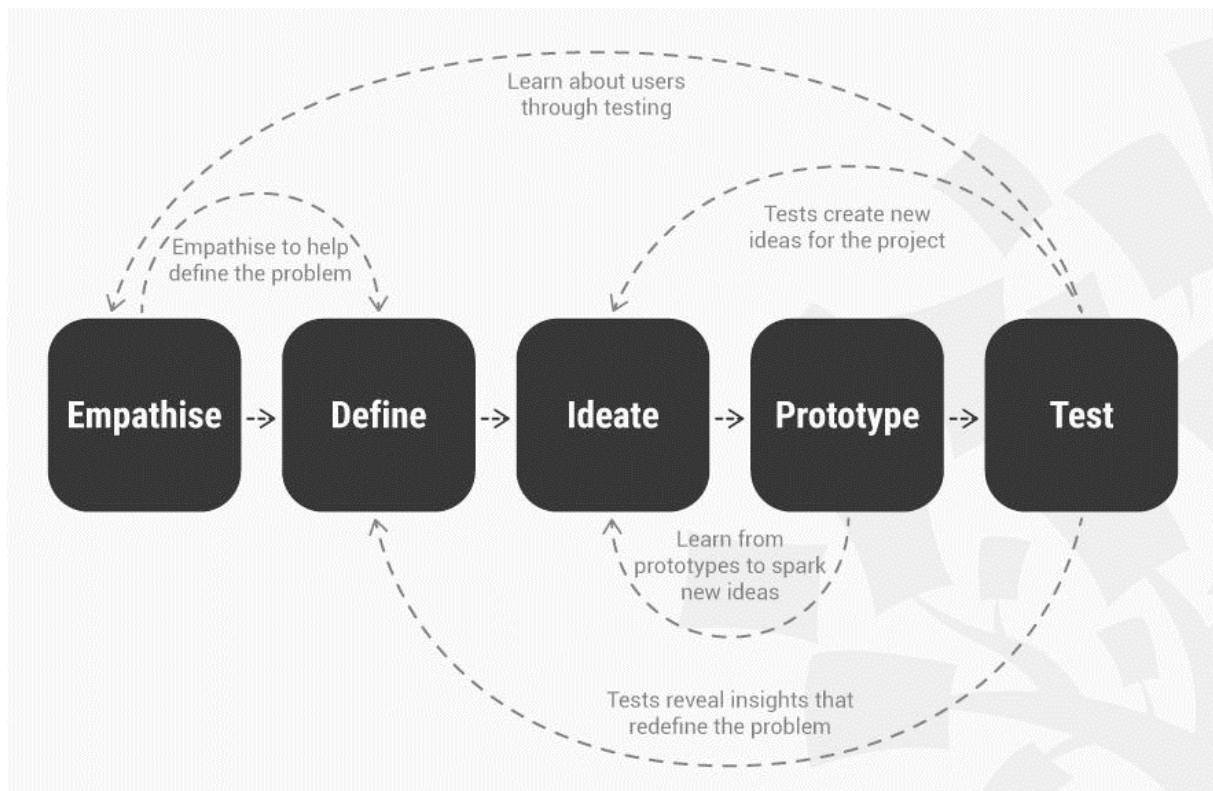 Learn about users
through testing
Tests create new
ideas for the project
Empathise to help
define the problem
Empathise
Define
Ideate
Prototype
Test
Learn from
prototypes to spark
new ideas
Tests reveal insights that
redefine the problem